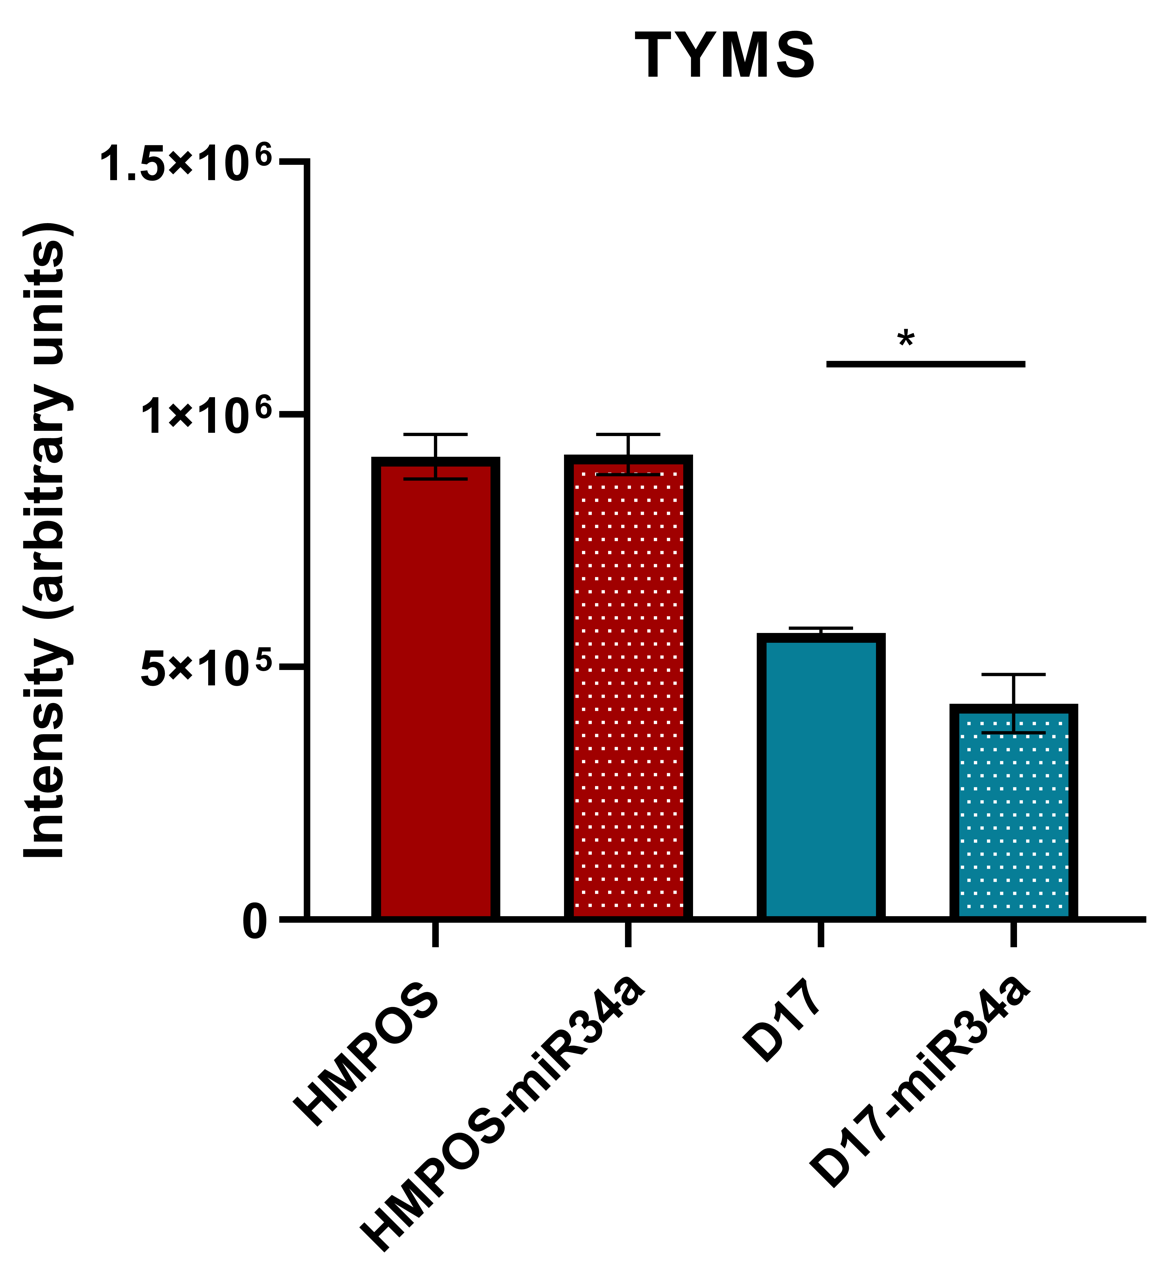 TYMS
Intensity (arbitrary units)
1.5×10⁶
1×10⁶
5×10⁵
0
*
HMPOS
HMPOS-miR34a
D17
D17-miR34a